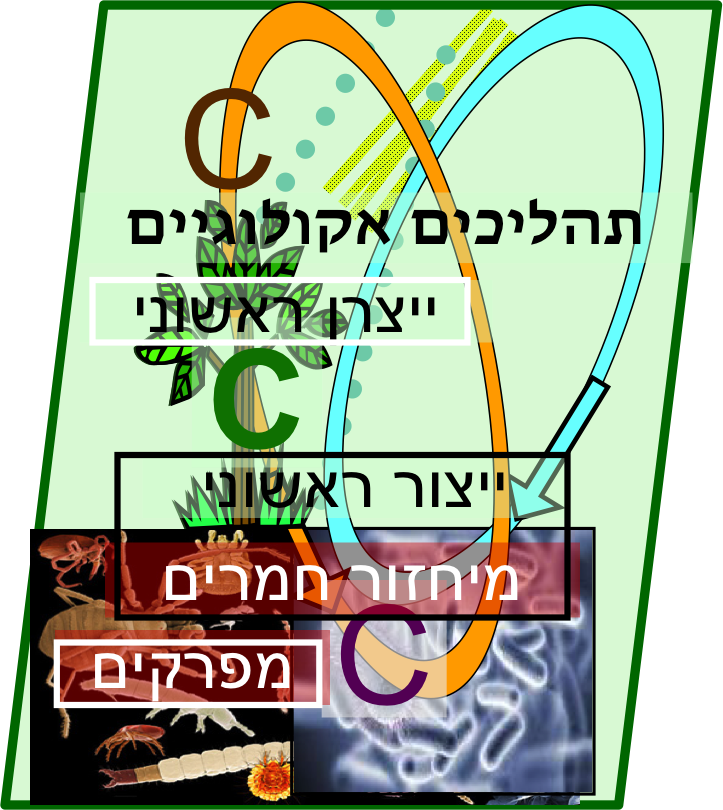 C
תהליכים אקולוגיים
ייצרן ראשוני
C
ייצור ראשוני
מיחזור חמרים
C
מפרקים